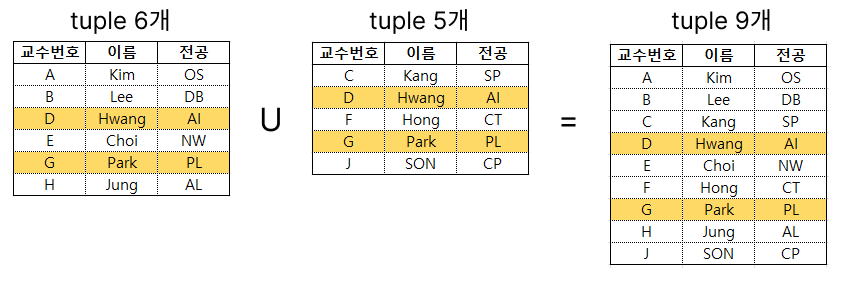 tuple 6개
교수번호 이름 전공
A Kim OS
B Lee DB
D Hwang AI
E Choi NW
G Park PL
H Jung AL
U
tuple 5개
교수번호 이름 전공
C Kang SP
D Hwang AI
F Hong CT
G Park PL
J SON CP
=
tuple 9개
교수번호 이름 전공
A Kim OS
B Lee DB
C Kang SP
D Hwang AI
E Choi NW
F Hong CT
G Park PL
H Jung AL
J SON CP